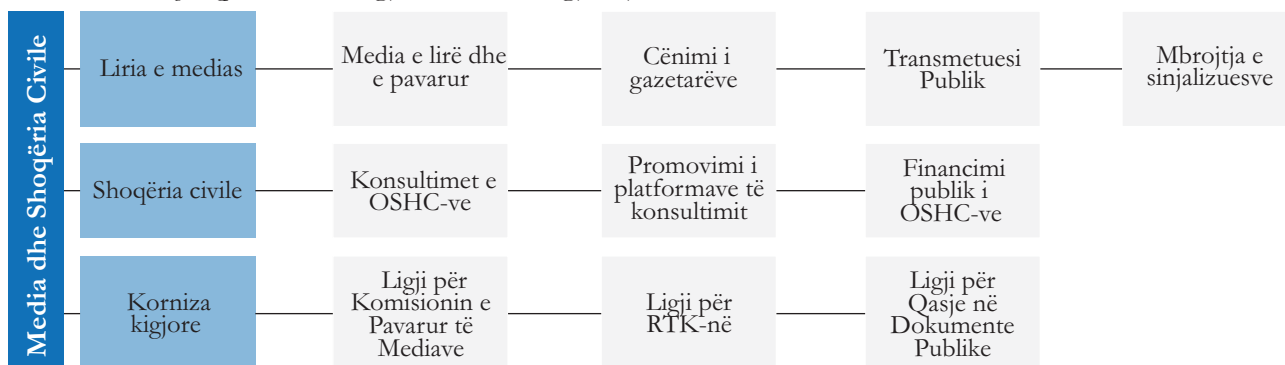 Media dhe Shoqëria Civile
Liria e medias
Media e lirë dhe
e pavarur
Cënimi i
gazetarëve
Transmetuesi
Publik
Mbrojtja e
sinjalizuesve
Shoqëria civile
Konsultimet e
OSHC-ve
Promovimi i
platformave të
konsultimit
Financimi
publik i
OSHC-ve
Korniza
kigjore
Ligji për
Komisionin e
Pavarur të
Mediave
Ligji për
RTK-në
Ligji për
Qasje në
Dokumente
Publike